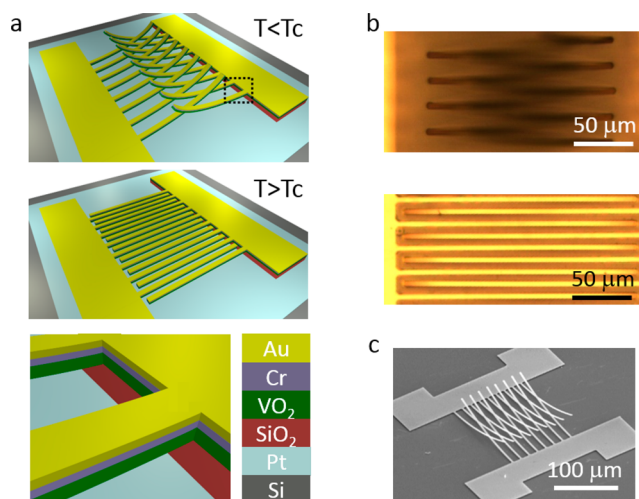 a
T<Tc
T>Tc
Au
Cr
VO₂
SiO₂
Pt
Si
b
50 μm
50 μm
c
100 μm